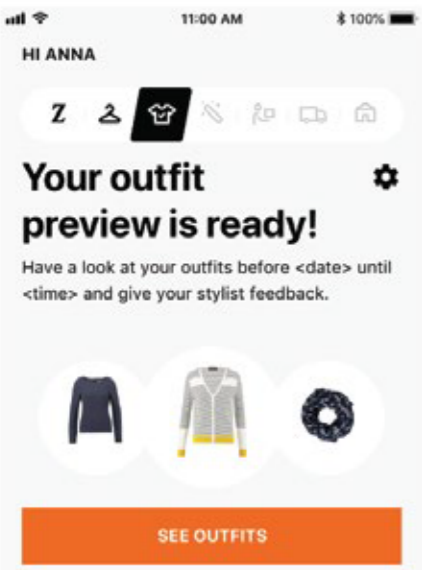 11:00 AM
100%
HI ANNA
Z
Your outfit
preview is ready!
Have a look at your outfits before <date> until
<time> and give your stylist feedback.
SEE OUTFITS